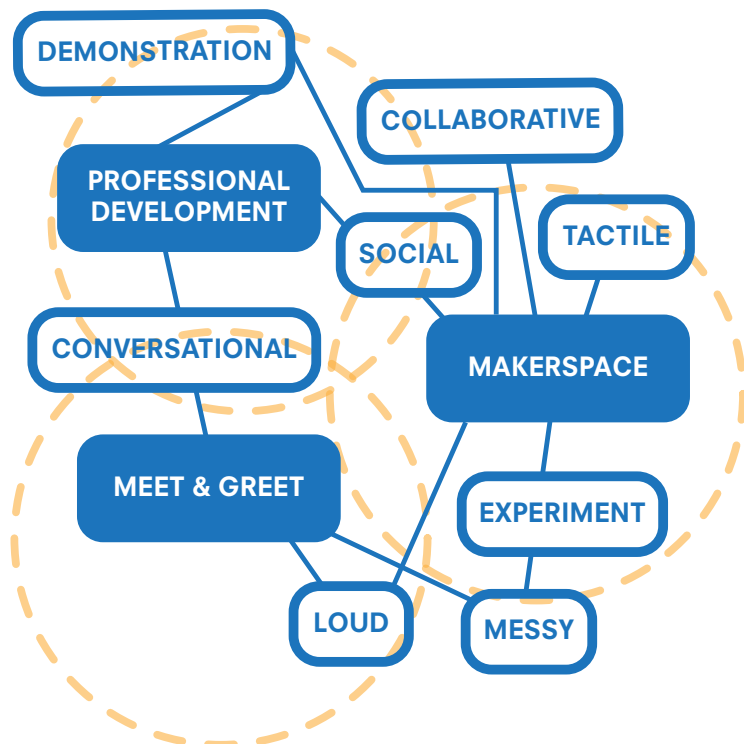 DEMONSTRATION
COLLABORATIVE
PROFESSIONAL
DEVELOPMENT
TACTILE
SOCIAL
CONVERSATIONAL
MAKERSPACE
MEET & GREET
EXPERIMENT
LOUD
MESSY